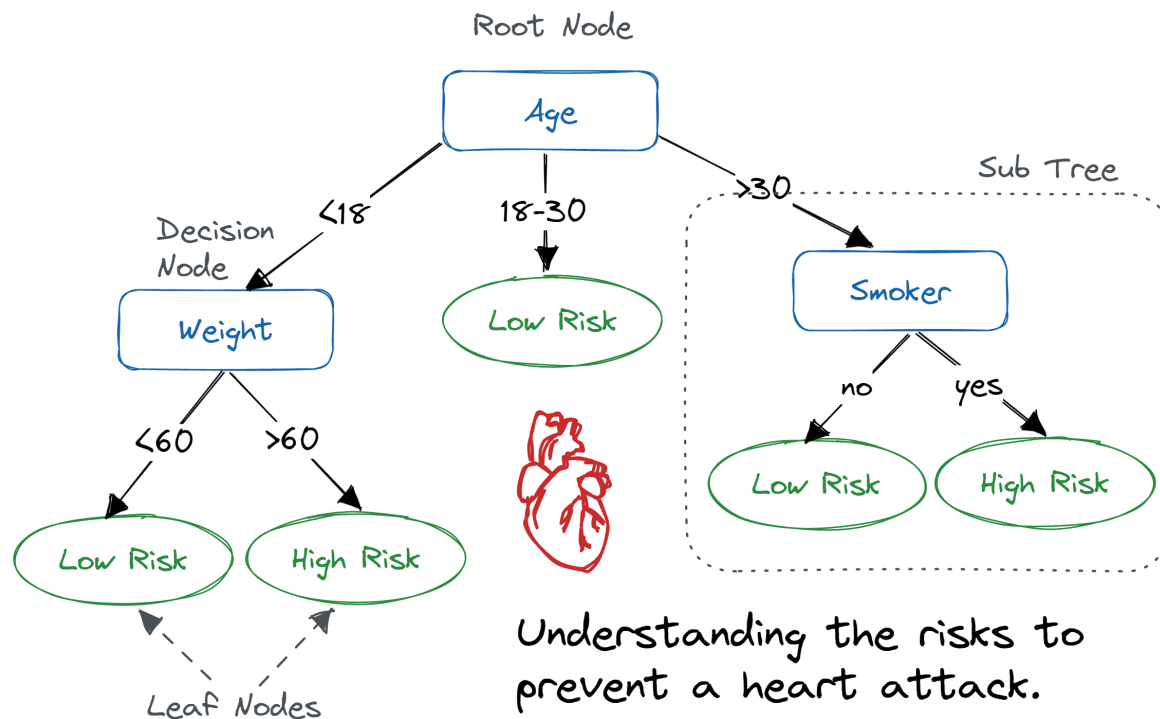 Root Node
Age
Sub Tree
<18
18-30
>30
Decision
Node
Weight
Low Risk
Smoker
<60
>60
no
yes
Low Risk
High Risk
Low Risk
High Risk
Leaf Nodes
Understanding the risks to
prevent a heart attack.